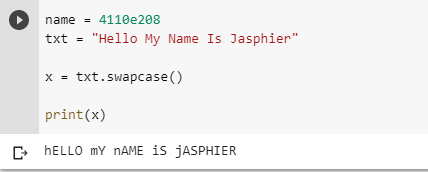 name = 4110e208
txt = "Hello My Name Is Jasphier"
x = txt.swapcase()
print(x)
hELLO mY nAME iS jASPHIER